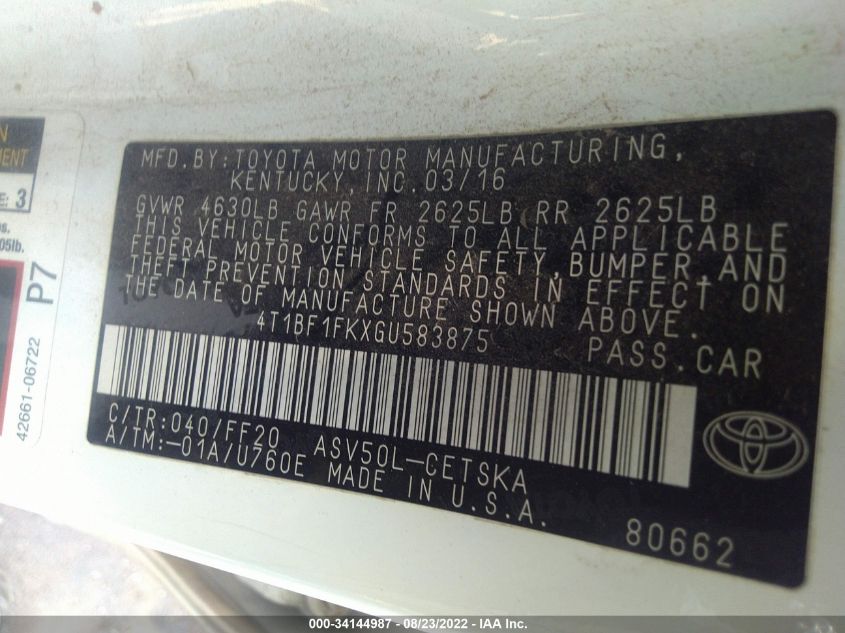 MFD.BY:TOYOTA MOTOR MANUFACTURING,
KENTUCKY,INC.03/16
GVWR 4630LB GAWR FR 2625LB RR 2625LB
THIS VEHICLE CONFORMS TO ALL APPLICABLE
FEDERAL MOTOR VEHICLE SAFETY,BUMPER,AND
THEFT PREVENTION STANDARDS IN EFFECT ON
THE DATE OF MANUFACTURE SHOWN ABOVE.
4T1BF1FKXGU583875
PASS.CAR
C/TR:040/FF20 ASV50L-CETSKA
A/TM:-01A/U760E MADE IN U.S.A.
80662
3
P7
42661-06722
000-34144987 - 08/23/2022 - IAA Inc.